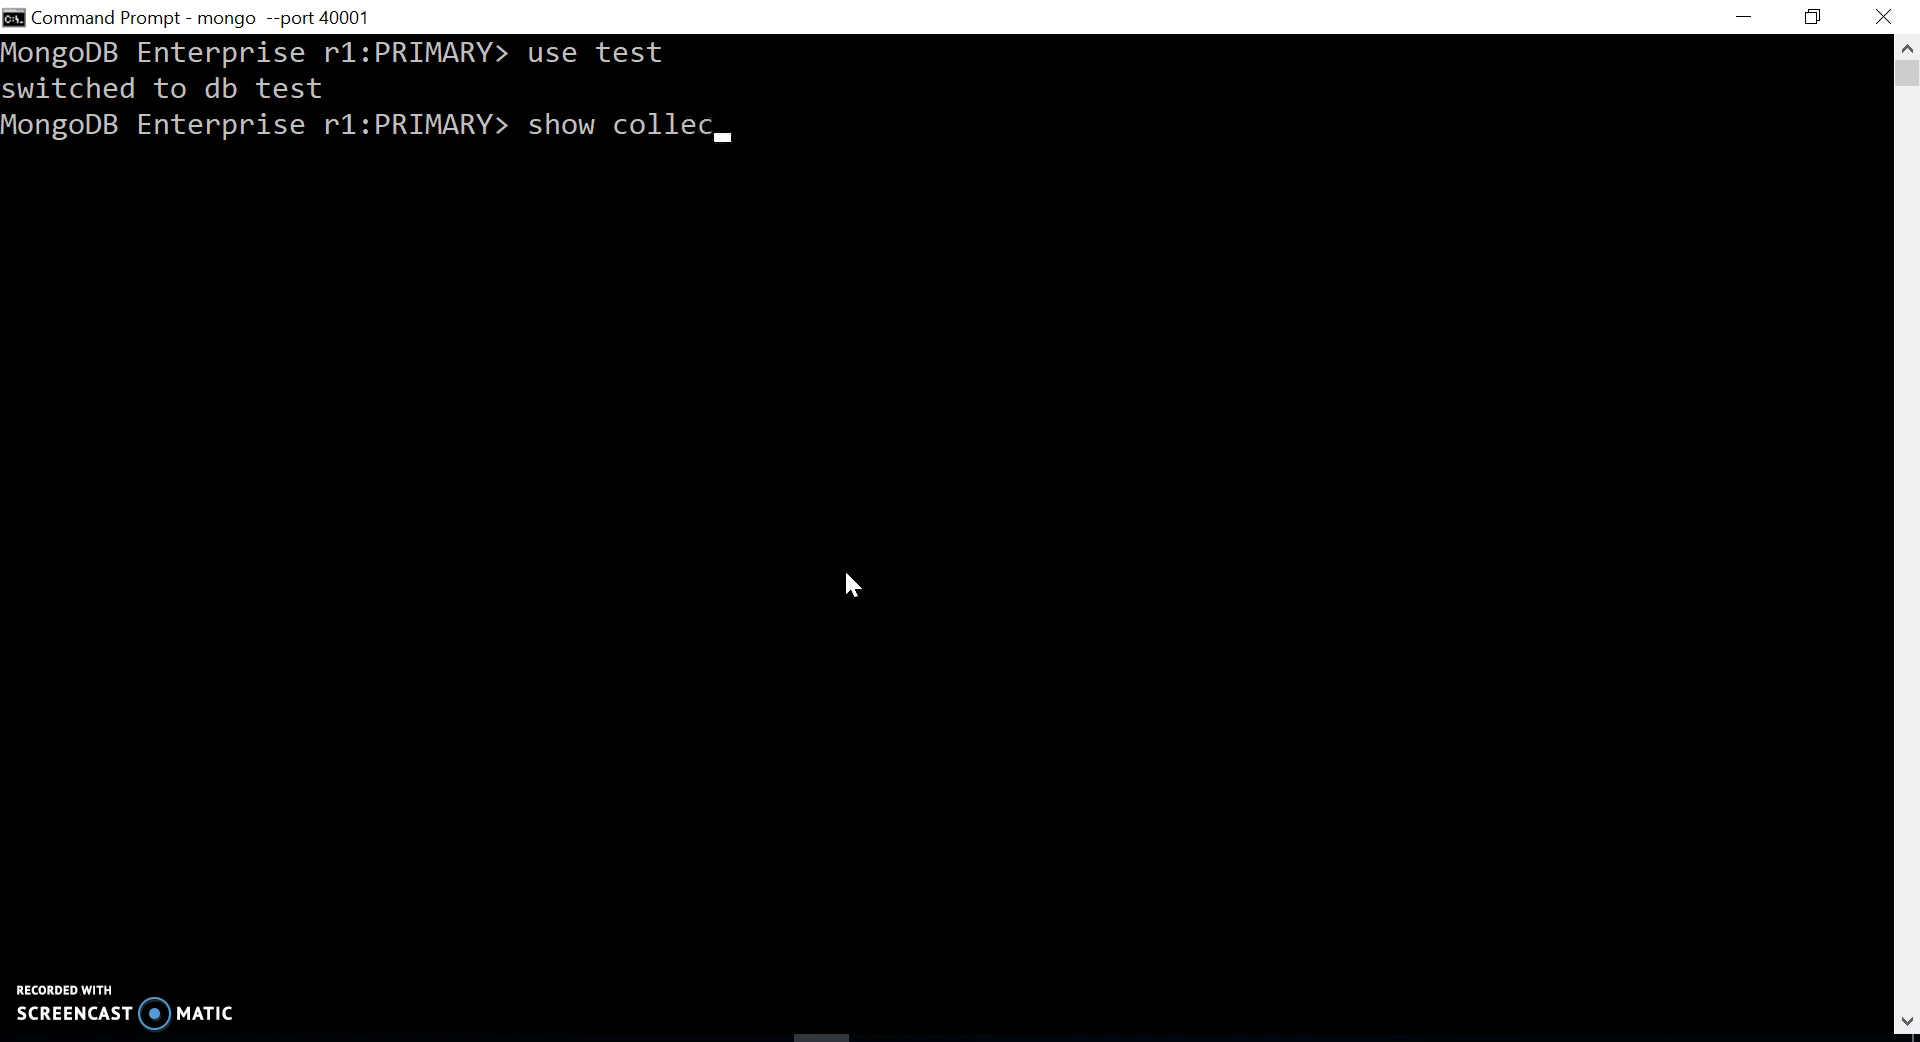 Command Prompt - mongo  --port 40001
MongoDB Enterprise r1:PRIMARY> use test
switched to db test
MongoDB Enterprise r1:PRIMARY> show collec
RECORDED WITH
SCREENCAST MATIC